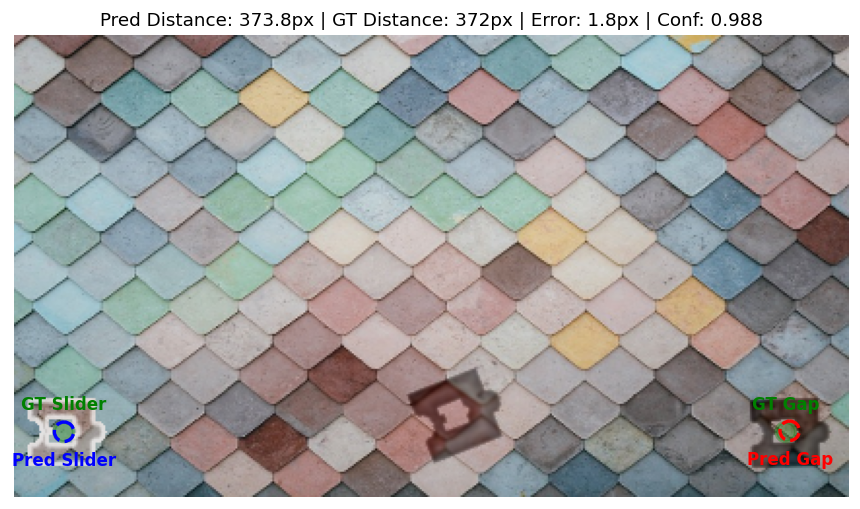 Pred Distance: 373.8px | GT Distance: 372px | Error: 1.8px | Conf: 0.988
GT Slider
GT Gap
Pred Slider
Pred Gap